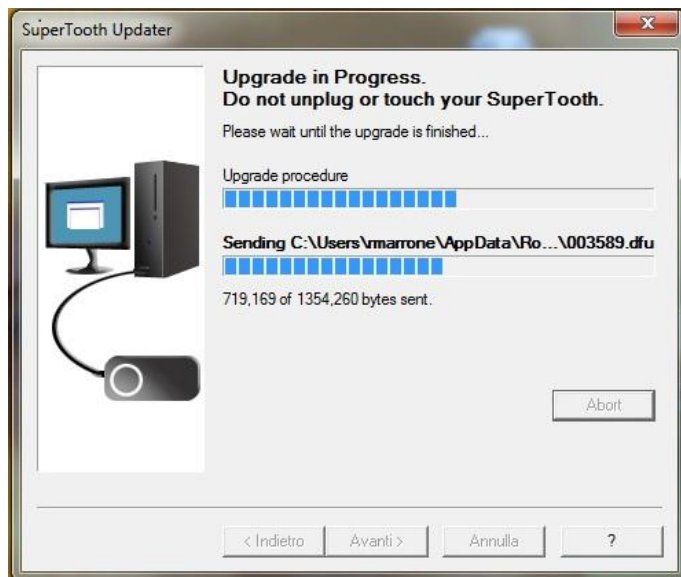 SuperTooth Updater
x
Upgrade in Progress.
Do not unplug or touch your SuperTooth.
Please wait until the upgrade is finished...
Upgrade procedure
Sending C:\Users\rmarrone\AppData\Ro...\003589.dfu
719,169 of 1354,260 bytes sent.
Abort
< Indietro
Avanti >
Annulla
?